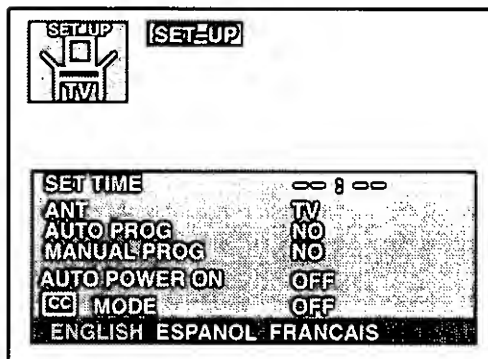 SET-UP
SET-UP
TV
SET TIME -- : --
ANT TV
AUTO PROG NO
MANUAL PROG NO
AUTO POWER ON OFF
CC MODE OFF
ENGLISH ESPANOL FRANCAIS